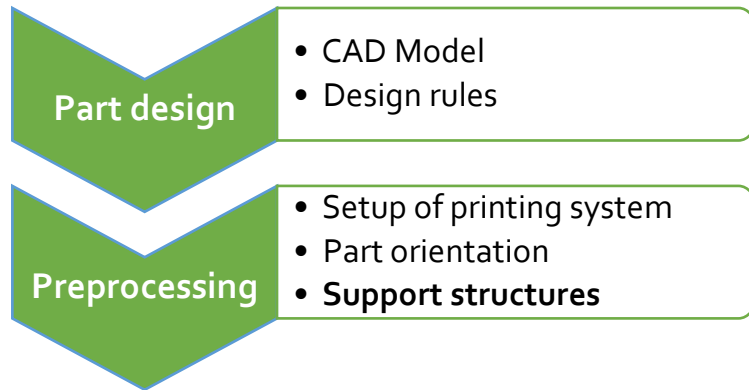 Part design
• CAD Model
• Design rules
Preprocessing
• Setup of printing system
• Part orientation
• Support structures